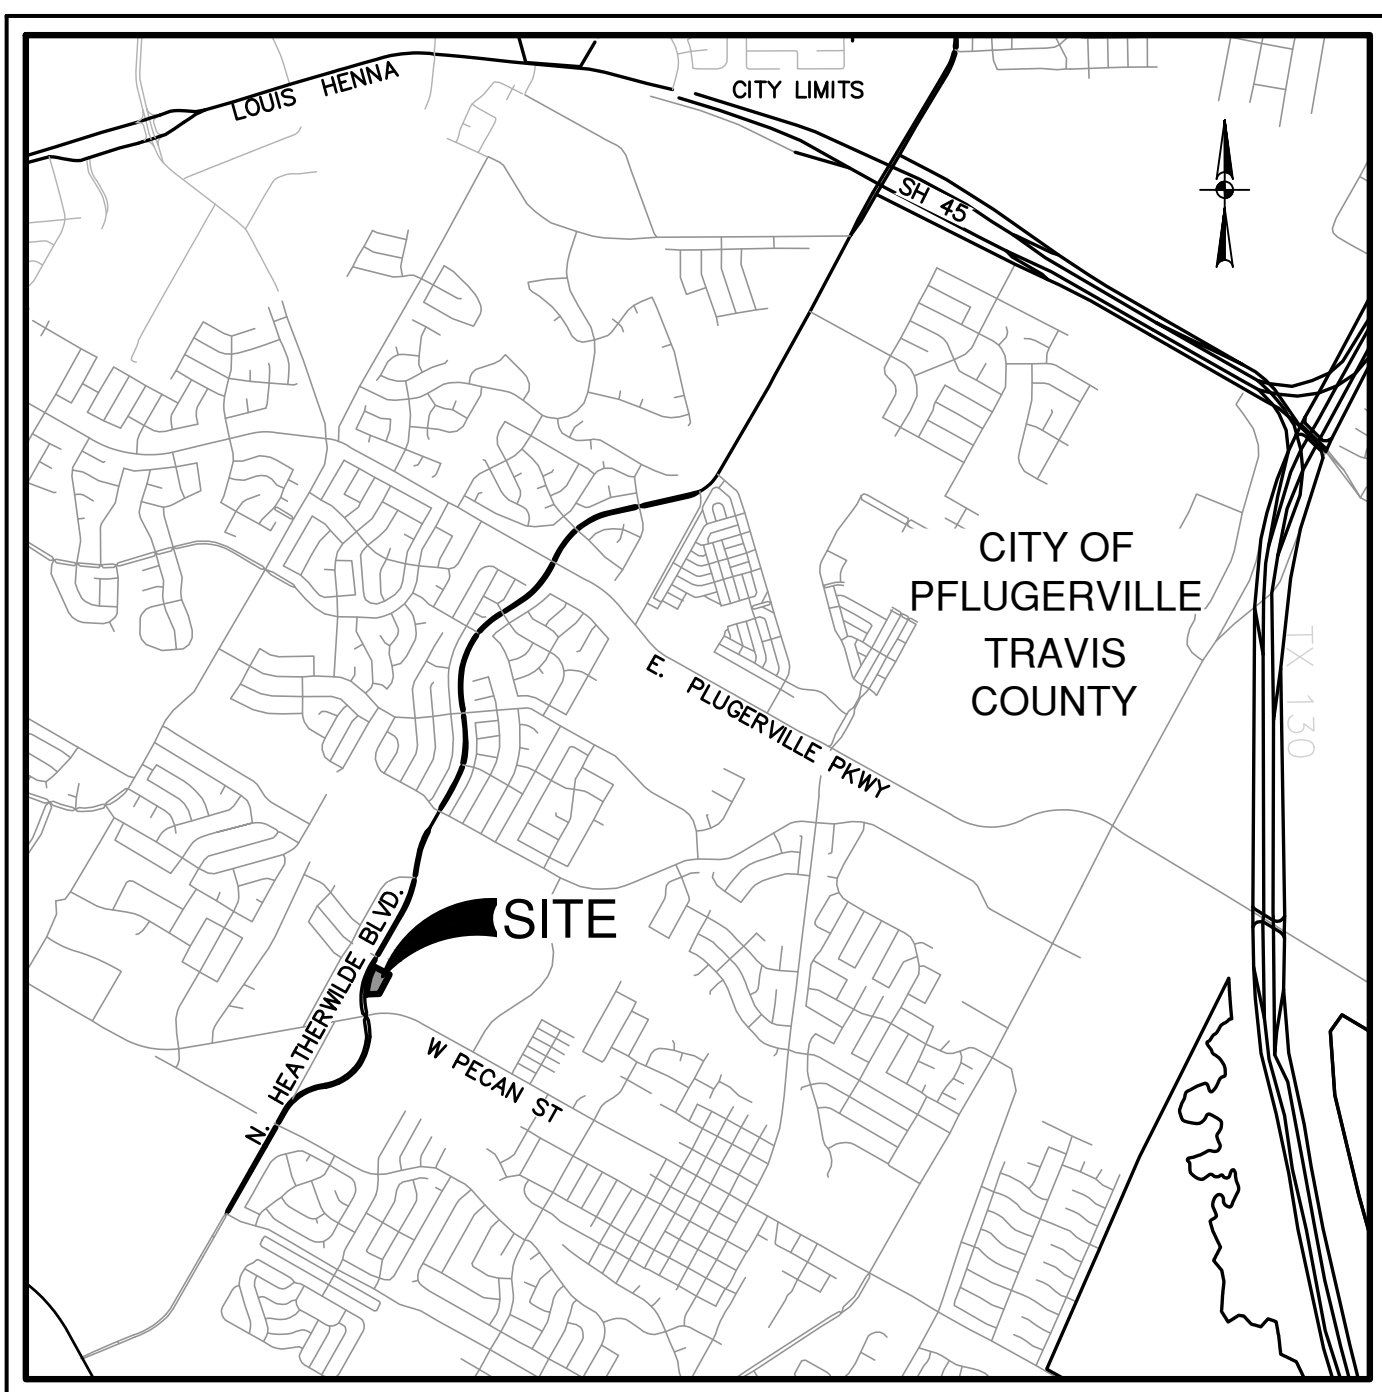 LOUIS HENNA
CITY LIMITS
SH 45
CITY OF
PFLUGERVILLE
TRAVIS
COUNTY
TX 130
E. PLUGERVILLE PKWY
SITE
N. HEATHERWILDE BLVD.
W PECAN ST